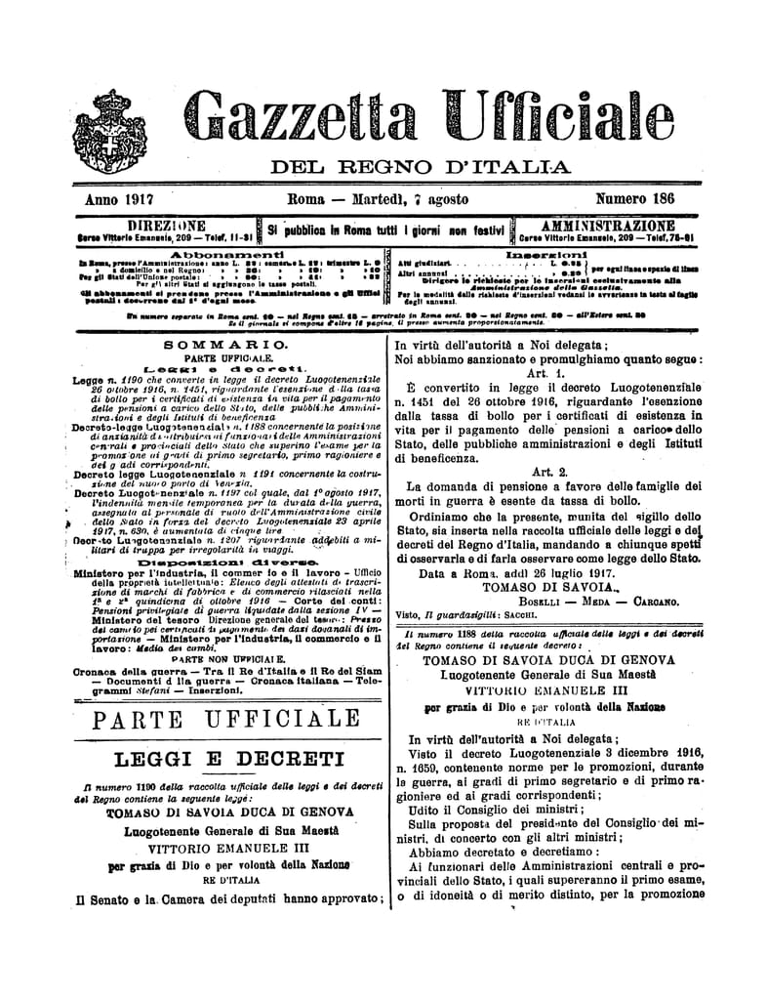 Gazzetta Ufficiale
DEL REGNO D'ITALIA
Anno 1917
Roma — Martedì, 7 agosto
Numero 186
DIREZIONE
Corso Vittorio Emanuele, 209 — Telef. 11-31
Si pubblica in Roma tutti i giorni non festivi
AMMINISTRAZIONE
Corso Vittorio Emanuele, 209 — Telef. 75-91
Abbonamenti
In Roma, presso l'Amministrazione: anno L.
a domicilio e nel Regno:
Per gli Stati dell'Unione postale:
Per gli altri Stati si aggiungono le tasse postali.
Gli abbonamenti si prendono presso l'Amministrazione e gli Uffici
postali; decorrono dal 1° d'ogni mese.
Inserzioni
Atti giudiziari. . . . L. 0.25
Altri annunzi . . . . 0.30
per ogni linea o spazio di linea
Dirigere le richieste per le inserzioni esclusivamente alla
Amministrazione della Gazzetta.
Per le modalità delle richieste d'inserzioni vedansi le avvertenze in testa al foglio
degli annunzi.
Un numero separato in Roma cent. — nel Regno cent. — arretrato in Roma cent. — nel Regno cent. — all'Estero cent.
Se il giornale si compone d'oltre 16 pagine, il prezzo aumenta proporzionatamente.
SOMMARIO.
PARTE UFFICIALE.
Leggi e decreti.
Legge n. 1190 che converte in legge il decreto Luogotenenziale
26 ottobre 1916, n. 1451, riguardante l'esenzione dalla tassa
di bollo per i certificati di esistenza in vita per il pagamento
delle pensioni a carico dello Stato, delle pubbliche Ammini-
strazioni e degli Istituti di beneficenza
Decreto-legge Luogotenenziale n. 1188 concernente la posizione
di anzianità da attribuirsi ai funzionari delle Amministrazioni
centrali e provinciali dello Stato che superino l'esame per la
promozione ai gradi di primo segretario, primo ragioniere e
dei gradi corrispondenti.
Decreto legge Luogotenenziale n. 1191 concernente la costru-
zione del nuovo porto di Venezia.
Decreto Luogotenenziale n. 1197 col quale, dal 1° agosto 1917,
l'indennità mensile temporanea per la durata della guerra,
assegnata al personale di ruolo dell'Amministrazione civile
dello Stato in forza del decreto Luogotenenziale 23 aprile
1917, n. 630, è aumentata di cinque lire
Decreto Luogotenenziale n. 1207 riguardante addebiti a mi-
litari di truppa per irregolarità in viaggi.
Disposizioni diverse.
Ministero per l'industria, il commercio e il lavoro - Ufficio
della proprietà intellettuale: Elenco degli attestati di trascri-
zione di marchi di fabbrica e di commercio rilasciati nella
1ª e 2ª quindicina di ottobre 1916 — Corte dei conti:
Pensioni privilegiate di guerra liquidate dalla sezione IV —
Ministero del tesoro Direzione generale del tesoro: Prezzo
del cambio pei certificati di pagamento dei dazi doganali di im-
portazione — Ministero per l'industria, il commercio e il
lavoro: Media dei cambi.
PARTE NON UFFICIALE.
Cronaca della guerra — Tra il Re d'Italia e il Re del Siam
— Documenti di la guerra — Cronaca italiana — Tele-
grammi Stefani — Inserzioni.
PARTE UFFICIALE
LEGGI E DECRETI
Il numero 1190 della raccolta ufficiale delle leggi e dei decreti
del Regno contiene la seguente legge:
TOMASO DI SAVOIA DUCA DI GENOVA
Luogotenente Generale di Sua Maestà
VITTORIO EMANUELE III
per grazia di Dio e per volontà della Nazione
RE D'ITALIA
Il Senato e la Camera dei deputati hanno approvato;
In virtù dell'autorità a Noi delegata;
Noi abbiamo sanzionato e promulghiamo quanto segue:
Art. 1.
È convertito in legge il decreto Luogotenenziale
n. 1451 del 26 ottobre 1916, riguardante l'esenzione
dalla tassa di bollo per i certificati di esistenza in
vita per il pagamento delle pensioni a carico dello
Stato, delle pubbliche amministrazioni e degli Istituti
di beneficenza.
Art. 2.
La domanda di pensione a favore delle famiglie dei
morti in guerra è esente da tassa di bollo.
Ordiniamo che la presente, munita del sigillo dello
Stato, sia inserta nella raccolta ufficiale delle leggi e dei
decreti del Regno d'Italia, mandando a chiunque spetti
di osservarla e di farla osservare come legge dello Stato.
Data a Roma, addì 26 luglio 1917.
TOMASO DI SAVOIA.
BOSELLI — MEDA — CARCANO.
Visto, Il guardasigilli: SACCHI.
Il numero 1188 della raccolta ufficiale delle leggi e dei decreti
del Regno contiene il seguente decreto:
TOMASO DI SAVOIA DUCA DI GENOVA
Luogotenente Generale di Sua Maestà
VITTORIO EMANUELE III
per grazia di Dio e per volontà della Nazione
RE D'ITALIA
In virtù dell'autorità a Noi delegata;
Visto il decreto Luogotenenziale 3 dicembre 1916,
n. 1659, contenente norme per le promozioni, durante
la guerra, ai gradi di primo segretario e di primo ra-
gioniere ed ai gradi corrispondenti;
Udito il Consiglio dei ministri;
Sulla proposta del presidente del Consiglio dei mi-
nistri, di concerto con gli altri ministri;
Abbiamo decretato e decretiamo:
Ai funzionari delle Amministrazioni centrali e pro-
vinciali dello Stato, i quali supereranno il primo esame,
o di idoneità o di merito distinto, per la promozione